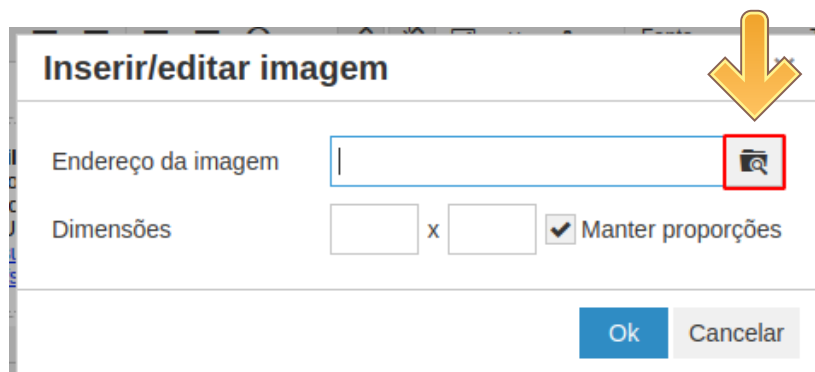 Inserir/editar imagem
Endereço da imagem
Dimensões x Manter proporções
Ok Cancelar